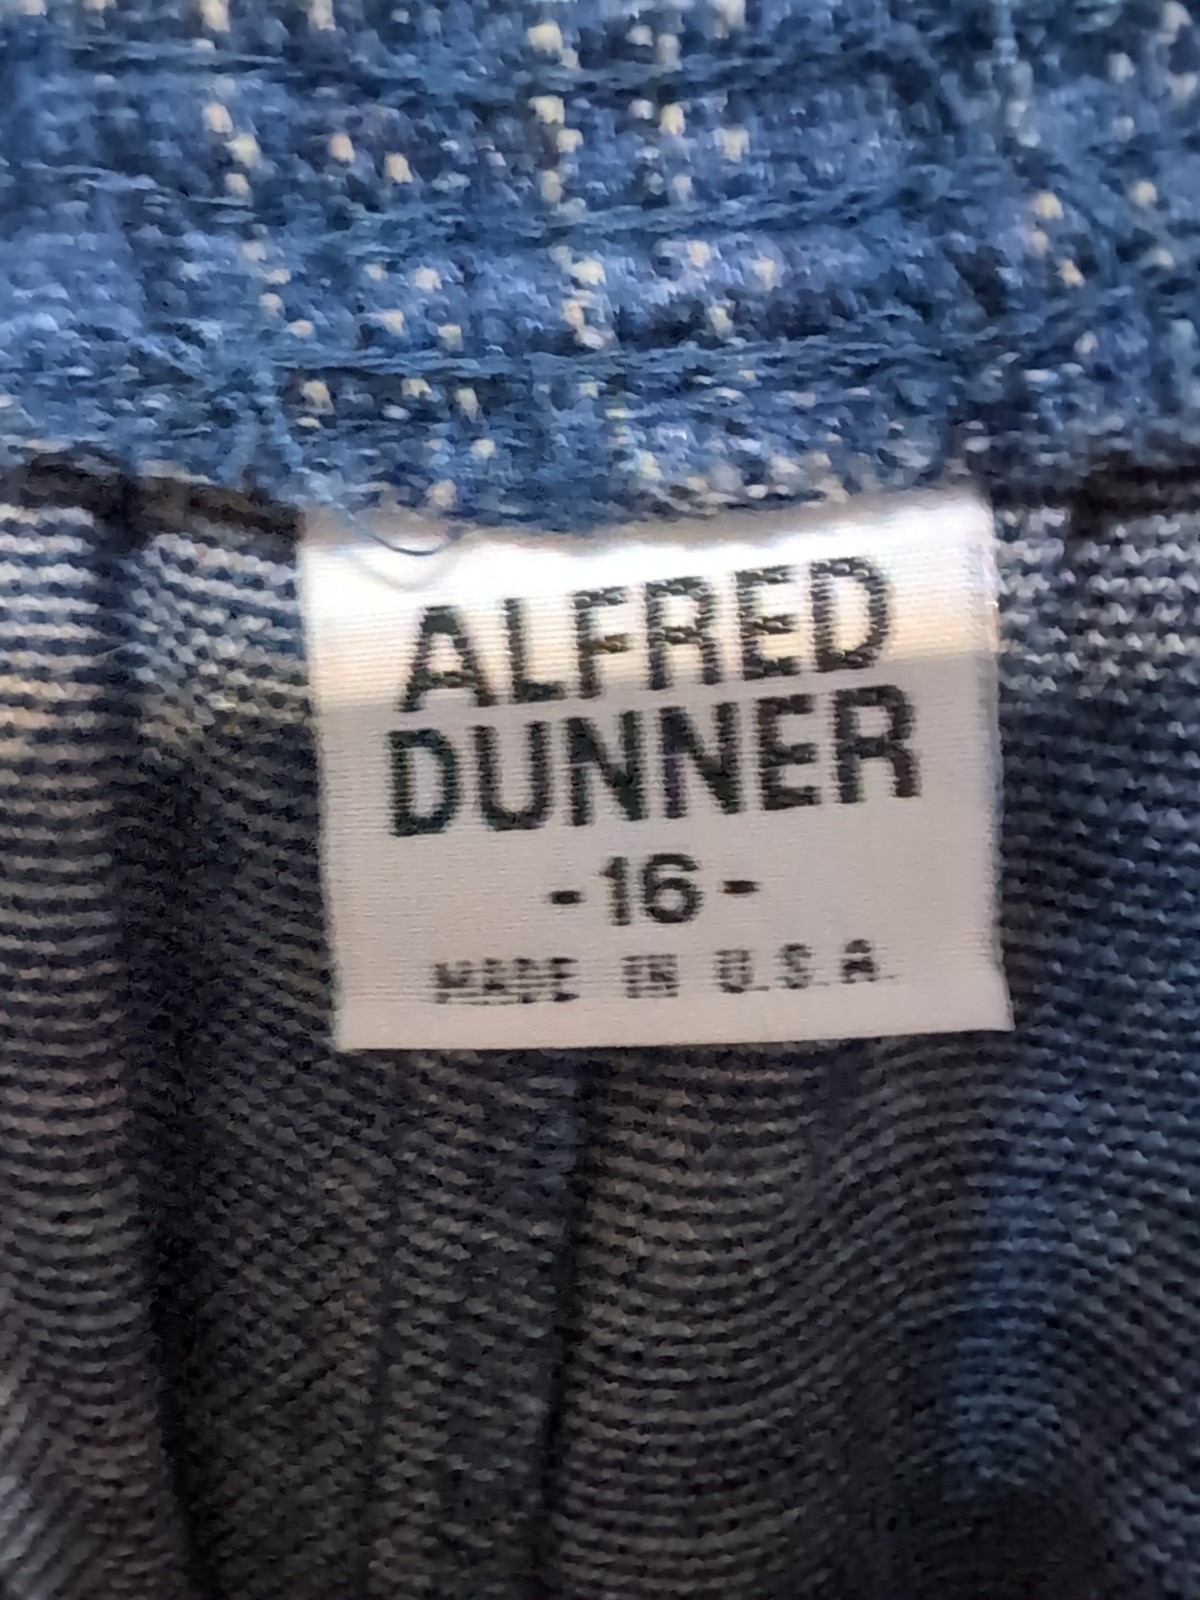 ALFRED
DUNNER
-16-
MADE IN U.S.A.